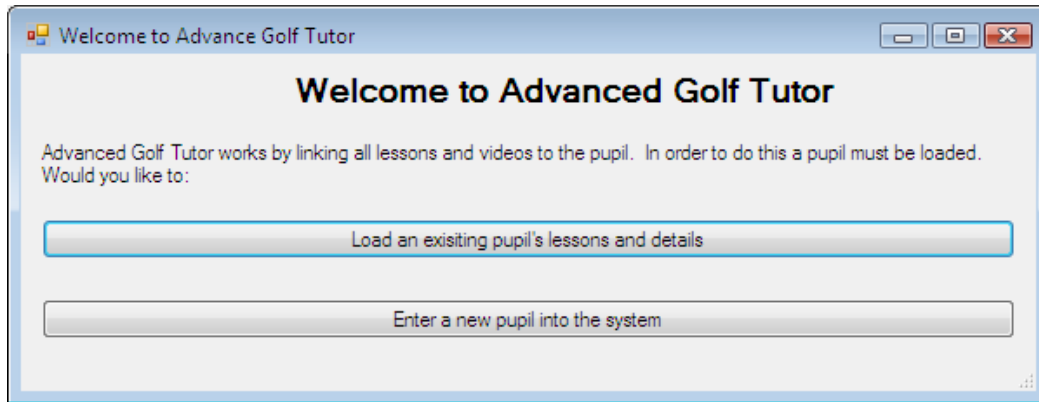 Welcome to Advance Golf Tutor
Welcome to Advanced Golf Tutor
Advanced Golf Tutor works by linking all lessons and videos to the pupil.  In order to do this a pupil must be loaded.
Would you like to:
Load an exisiting pupil's lessons and details
Enter a new pupil into the system